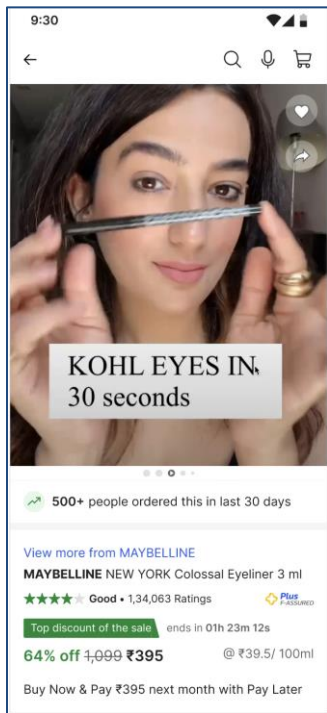 9:30
KOHL EYES IN
30 seconds
500+ people ordered this in last 30 days
View more from MAYBELLINE
MAYBELLINE NEW YORK Colossal Eyeliner 3 ml
Good • 1,34,063 Ratings
Plus
F-ASSURED
Top discount of the sale ends in 01h 23m 12s
64% off 1,099 ₹395 @ ₹39.5/ 100ml
Buy Now & Pay ₹395 next month with Pay Later